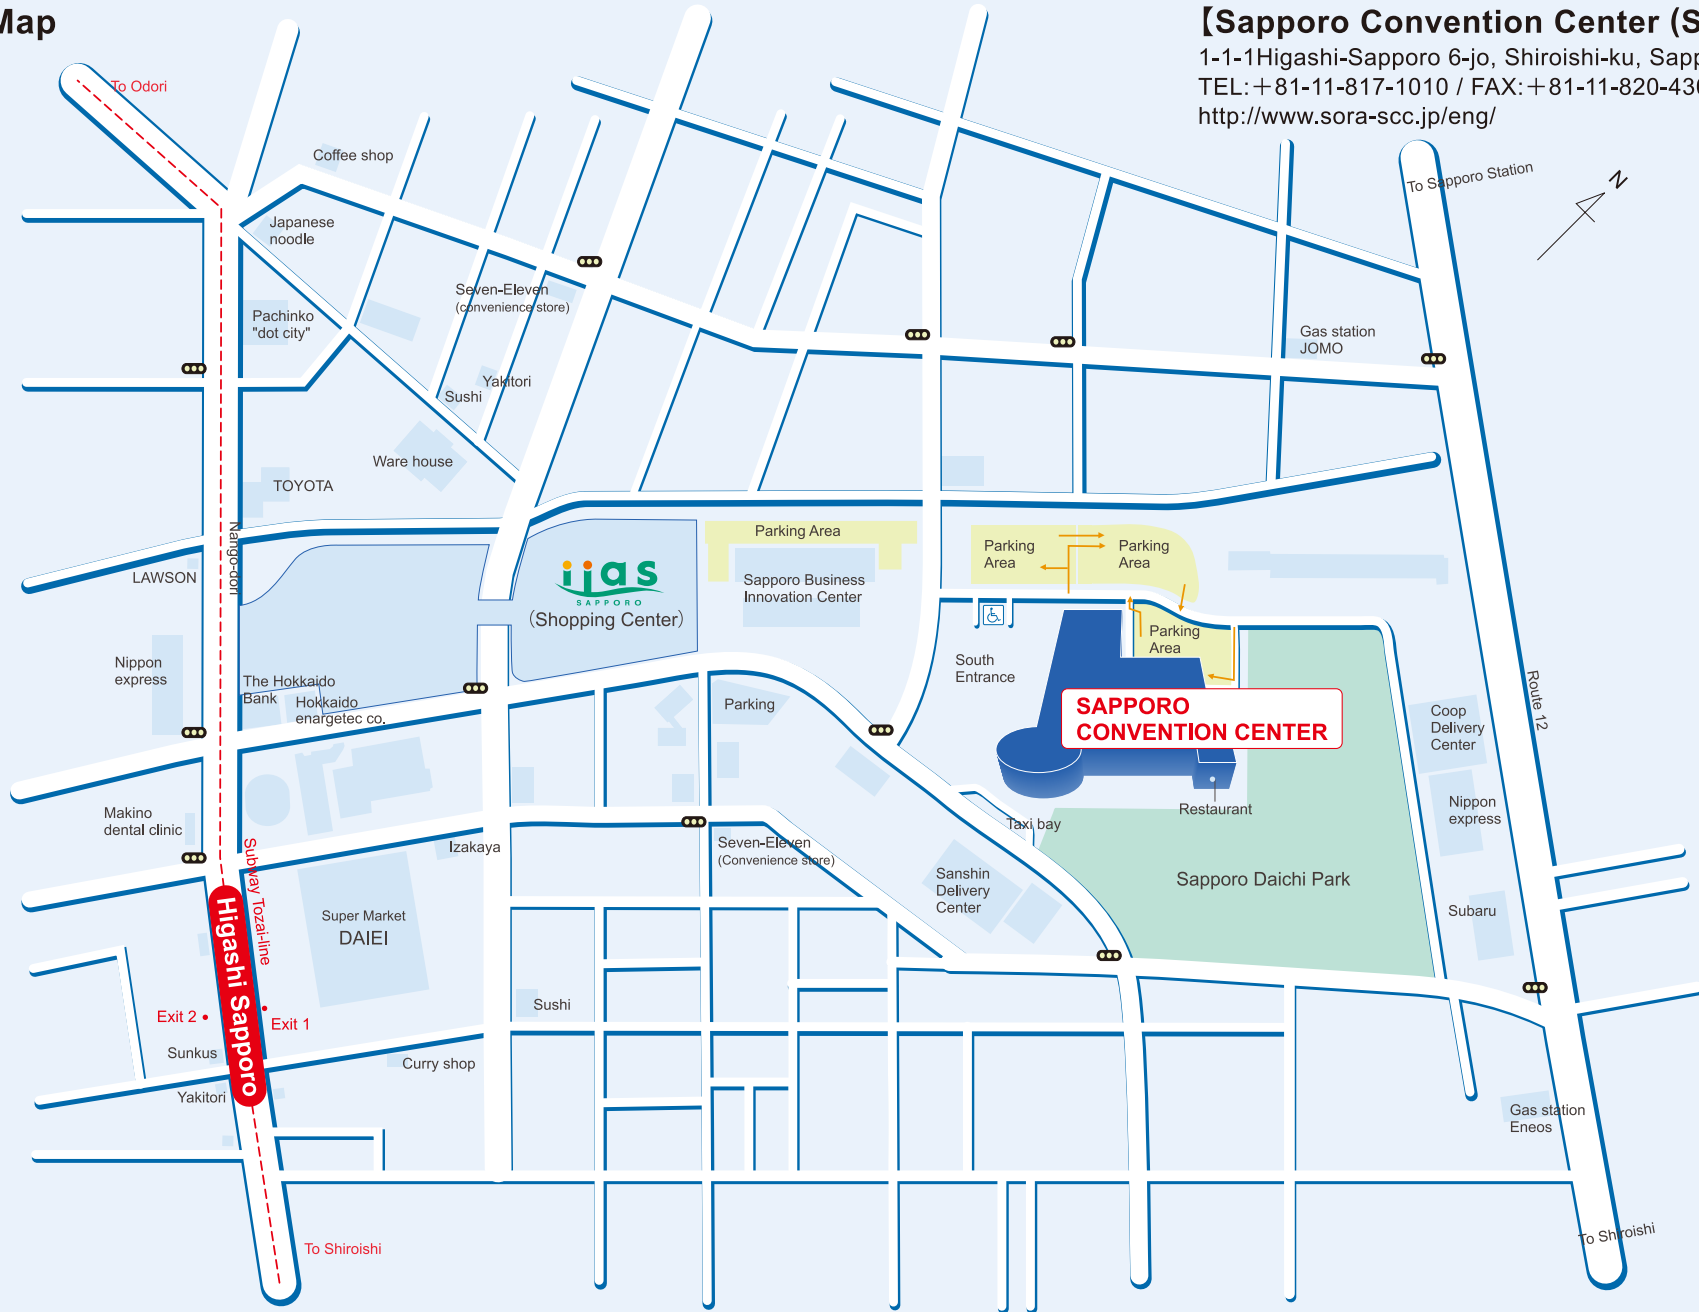 Map
【Sapporo Convention Center (S
1-1-1Higashi-Sapporo 6-jo, Shiroishi-ku, Sapp
TEL:+81-11-817-1010 / FAX:+81-11-820-430
http://www.sora-scc.jp/eng/
To Odori
Coffee shop
To Sapporo Station
N
Japanese
noodle
Seven-Eleven
(convenience store)
Pachinko
"dot city"
Gas station
JOMO
Yakitori
Sushi
Ware house
TOYOTA
Nango-dori
LAWSON
ijas
SAPPORO
(Shopping Center)
Parking Area
Sapporo Business
Innovation Center
Parking
Area
Parking
Area
Parking
Area
South
Entrance
Nippon
express
The Hokkaido
Bank
Hokkaido
enargetec co.
Parking
SAPPORO
CONVENTION CENTER
Route 12
Coop
Delivery
Center
Restaurant
Nippon
express
Makino
dental clinic
Taxi bay
Izakaya
Seven-Eleven
(Convenience store)
Subway Tozai-line
Sanshin
Delivery
Center
Sapporo Daichi Park
Subaru
Super Market
DAIEI
Higashi Sapporo
Sushi
Exit 2
Exit 1
Sunkus
Curry shop
Yakitori
Gas station
Eneos
To Shiroishi
To Shiroishi